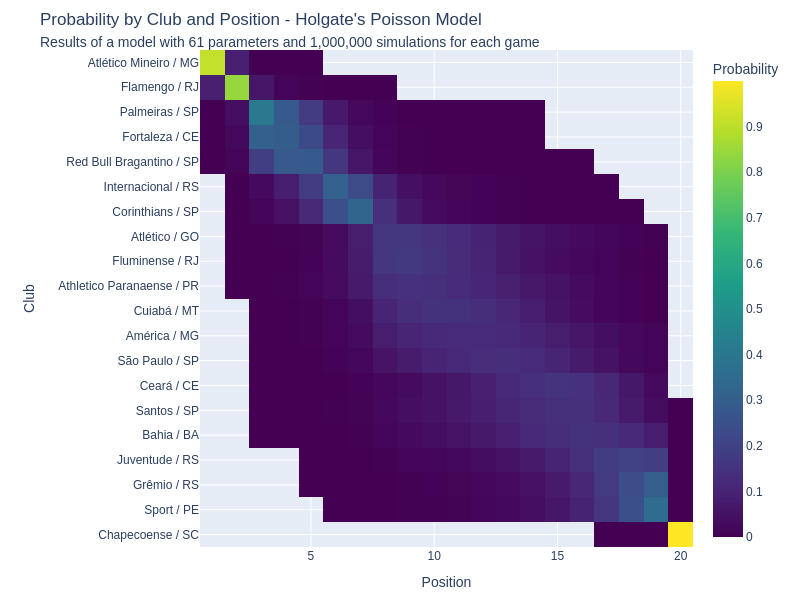 Probability by Club and Position - Holgate's Poisson Model
Results of a model with 61 parameters and 1,000,000 simulations for each game
Probability
Atlético Mineiro / MG
Flamengo / RJ
Palmeiras / SP
Fortaleza / CE
Red Bull Bragantino / SP
Internacional / RS
Corinthians / SP
Atlético / GO
Fluminense / RJ
Athletico Paranaense / PR
Cuiabá / MT
América / MG
São Paulo / SP
Ceará / CE
Santos / SP
Bahia / BA
Juventude / RS
Grêmio / RS
Sport / PE
Chapecoense / SC
Club
5 10 15 20
Position
0.9
0.8
0.7
0.6
0.5
0.4
0.3
0.2
0.1
0